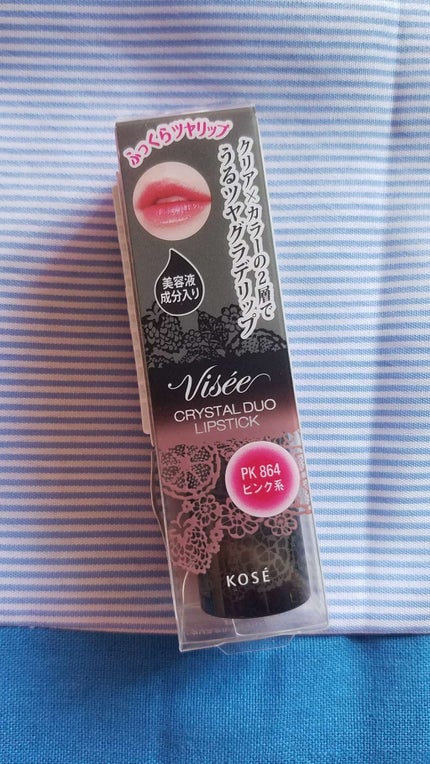 ふっくらツヤリップ
クリア×カラーの2層で
うるツヤグラデリップ
美容液
成分入り
Visée
CRYSTAL DUO
LIPSTICK
PK 864
ピンク系
KOSÉ